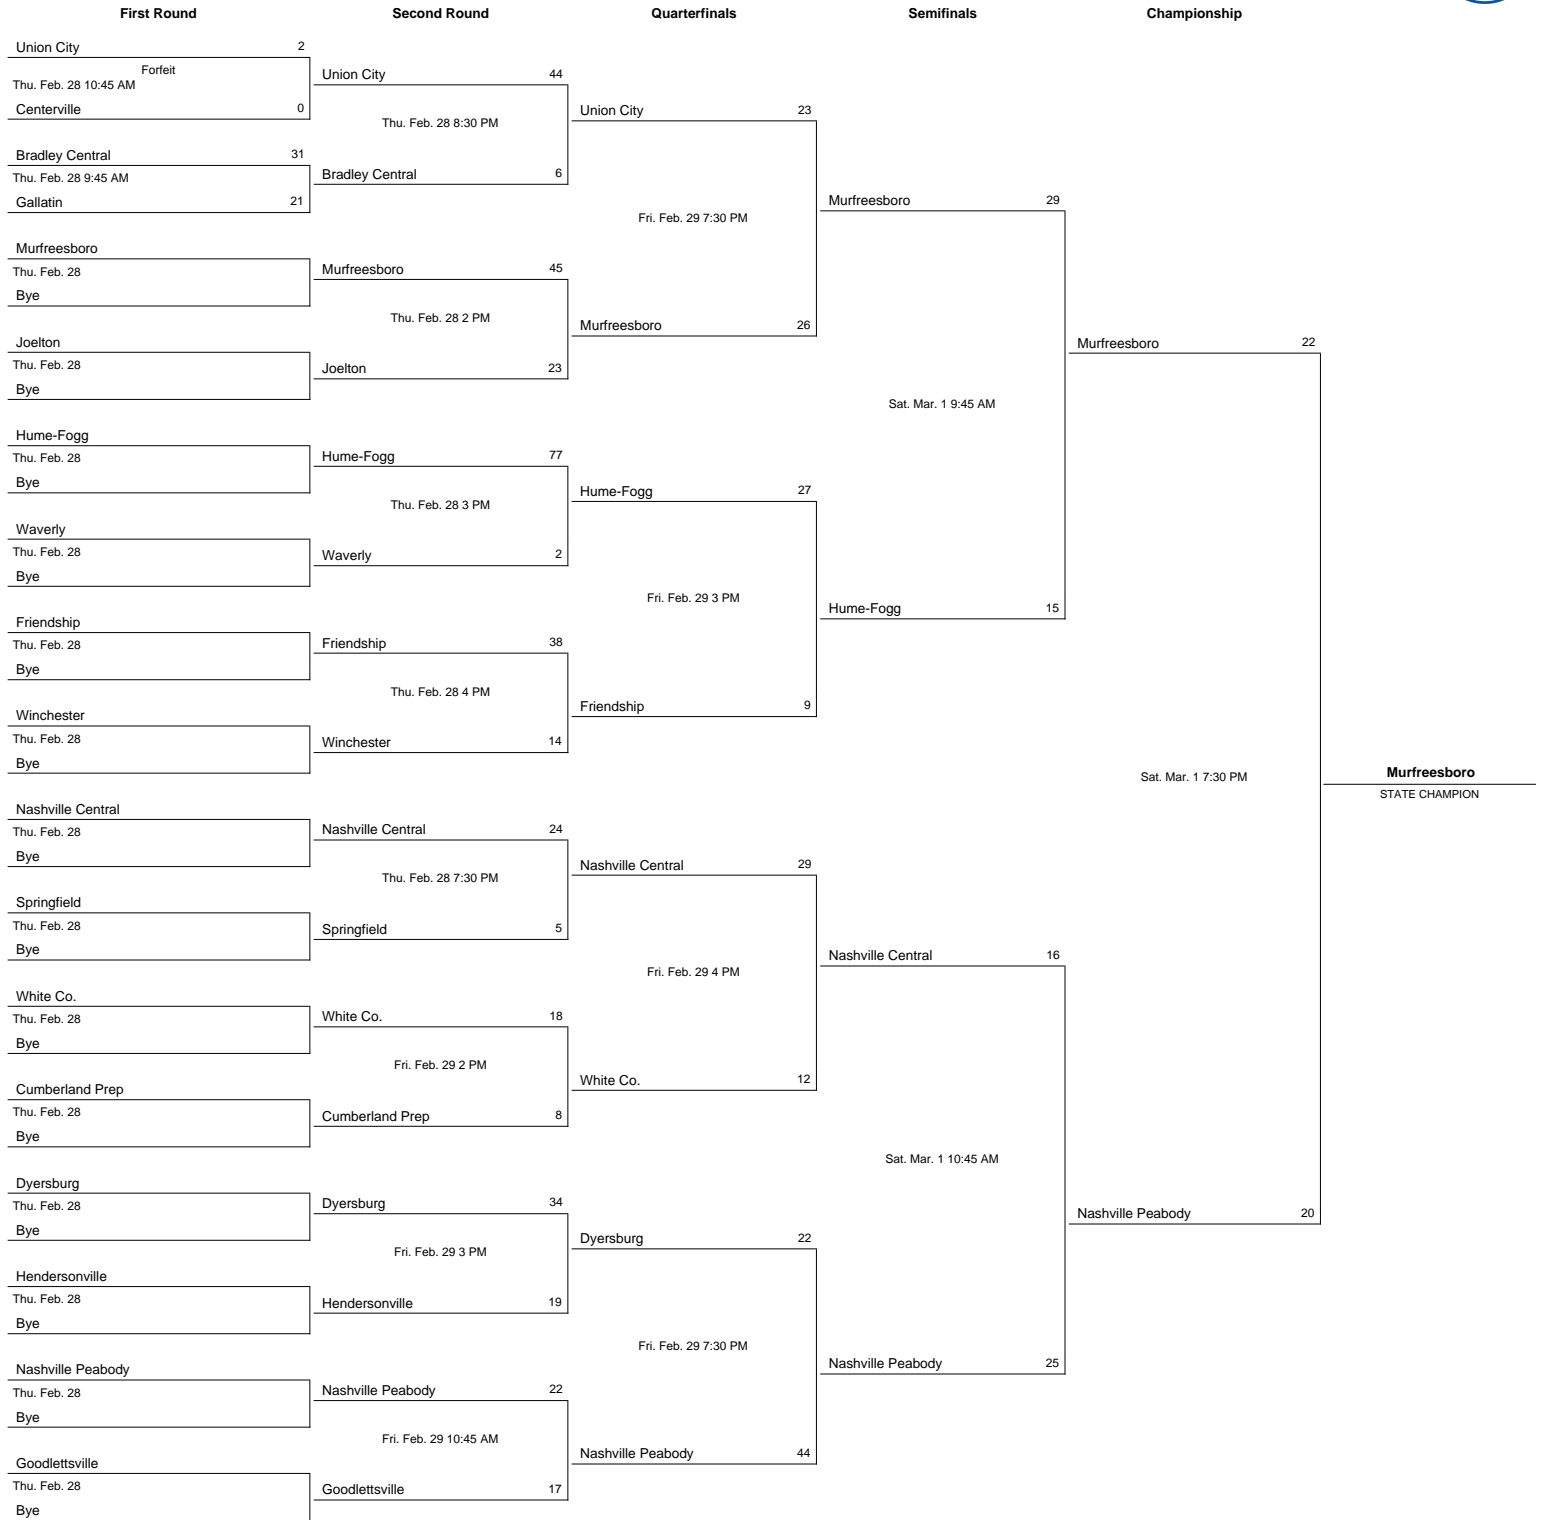 First Round Second Round Quarterfinals Semifinals Championship
Union City 2
Forfeit
Thu. Feb. 28 10:45 AM
Centerville 0
Bradley Central 31
Thu. Feb. 28 9:45 AM
Gallatin 21
Murfreesboro
Thu. Feb. 28
Bye
Joelton
Thu. Feb. 28
Bye
Hume-Fogg
Thu. Feb. 28
Bye
Waverly
Thu. Feb. 28
Bye
Friendship
Thu. Feb. 28
Bye
Winchester
Thu. Feb. 28
Bye
Nashville Central
Thu. Feb. 28
Bye
Springfield
Thu. Feb. 28
Bye
White Co.
Thu. Feb. 28
Bye
Cumberland Prep
Thu. Feb. 28
Bye
Dyersburg
Thu. Feb. 28
Bye
Hendersonville
Thu. Feb. 28
Bye
Nashville Peabody
Thu. Feb. 28
Bye
Goodlettsville
Thu. Feb. 28
Bye
Union City 44
Thu. Feb. 28 8:30 PM
Bradley Central 6
Murfreesboro 45
Thu. Feb. 28 2 PM
Joelton 23
Hume-Fogg 77
Thu. Feb. 28 3 PM
Waverly 2
Friendship 38
Thu. Feb. 28 4 PM
Winchester 14
Nashville Central 24
Thu. Feb. 28 7:30 PM
Springfield 5
White Co. 18
Fri. Feb. 29 2 PM
Cumberland Prep 8
Dyersburg 34
Fri. Feb. 29 3 PM
Hendersonville 19
Nashville Peabody 22
Fri. Feb. 29 10:45 AM
Goodlettsville 17
Union City 23
Fri. Feb. 29 7:30 PM
Murfreesboro 26
Hume-Fogg 27
Fri. Feb. 29 3 PM
Friendship 9
Nashville Central 29
Fri. Feb. 29 4 PM
White Co. 12
Dyersburg 22
Fri. Feb. 29 7:30 PM
Nashville Peabody 44
Murfreesboro 29
Sat. Mar. 1 9:45 AM
Hume-Fogg 15
Nashville Central 16
Sat. Mar. 1 10:45 AM
Nashville Peabody 25
Murfreesboro 22
Sat. Mar. 1 7:30 PM
Nashville Peabody 20
Murfreesboro
STATE CHAMPION